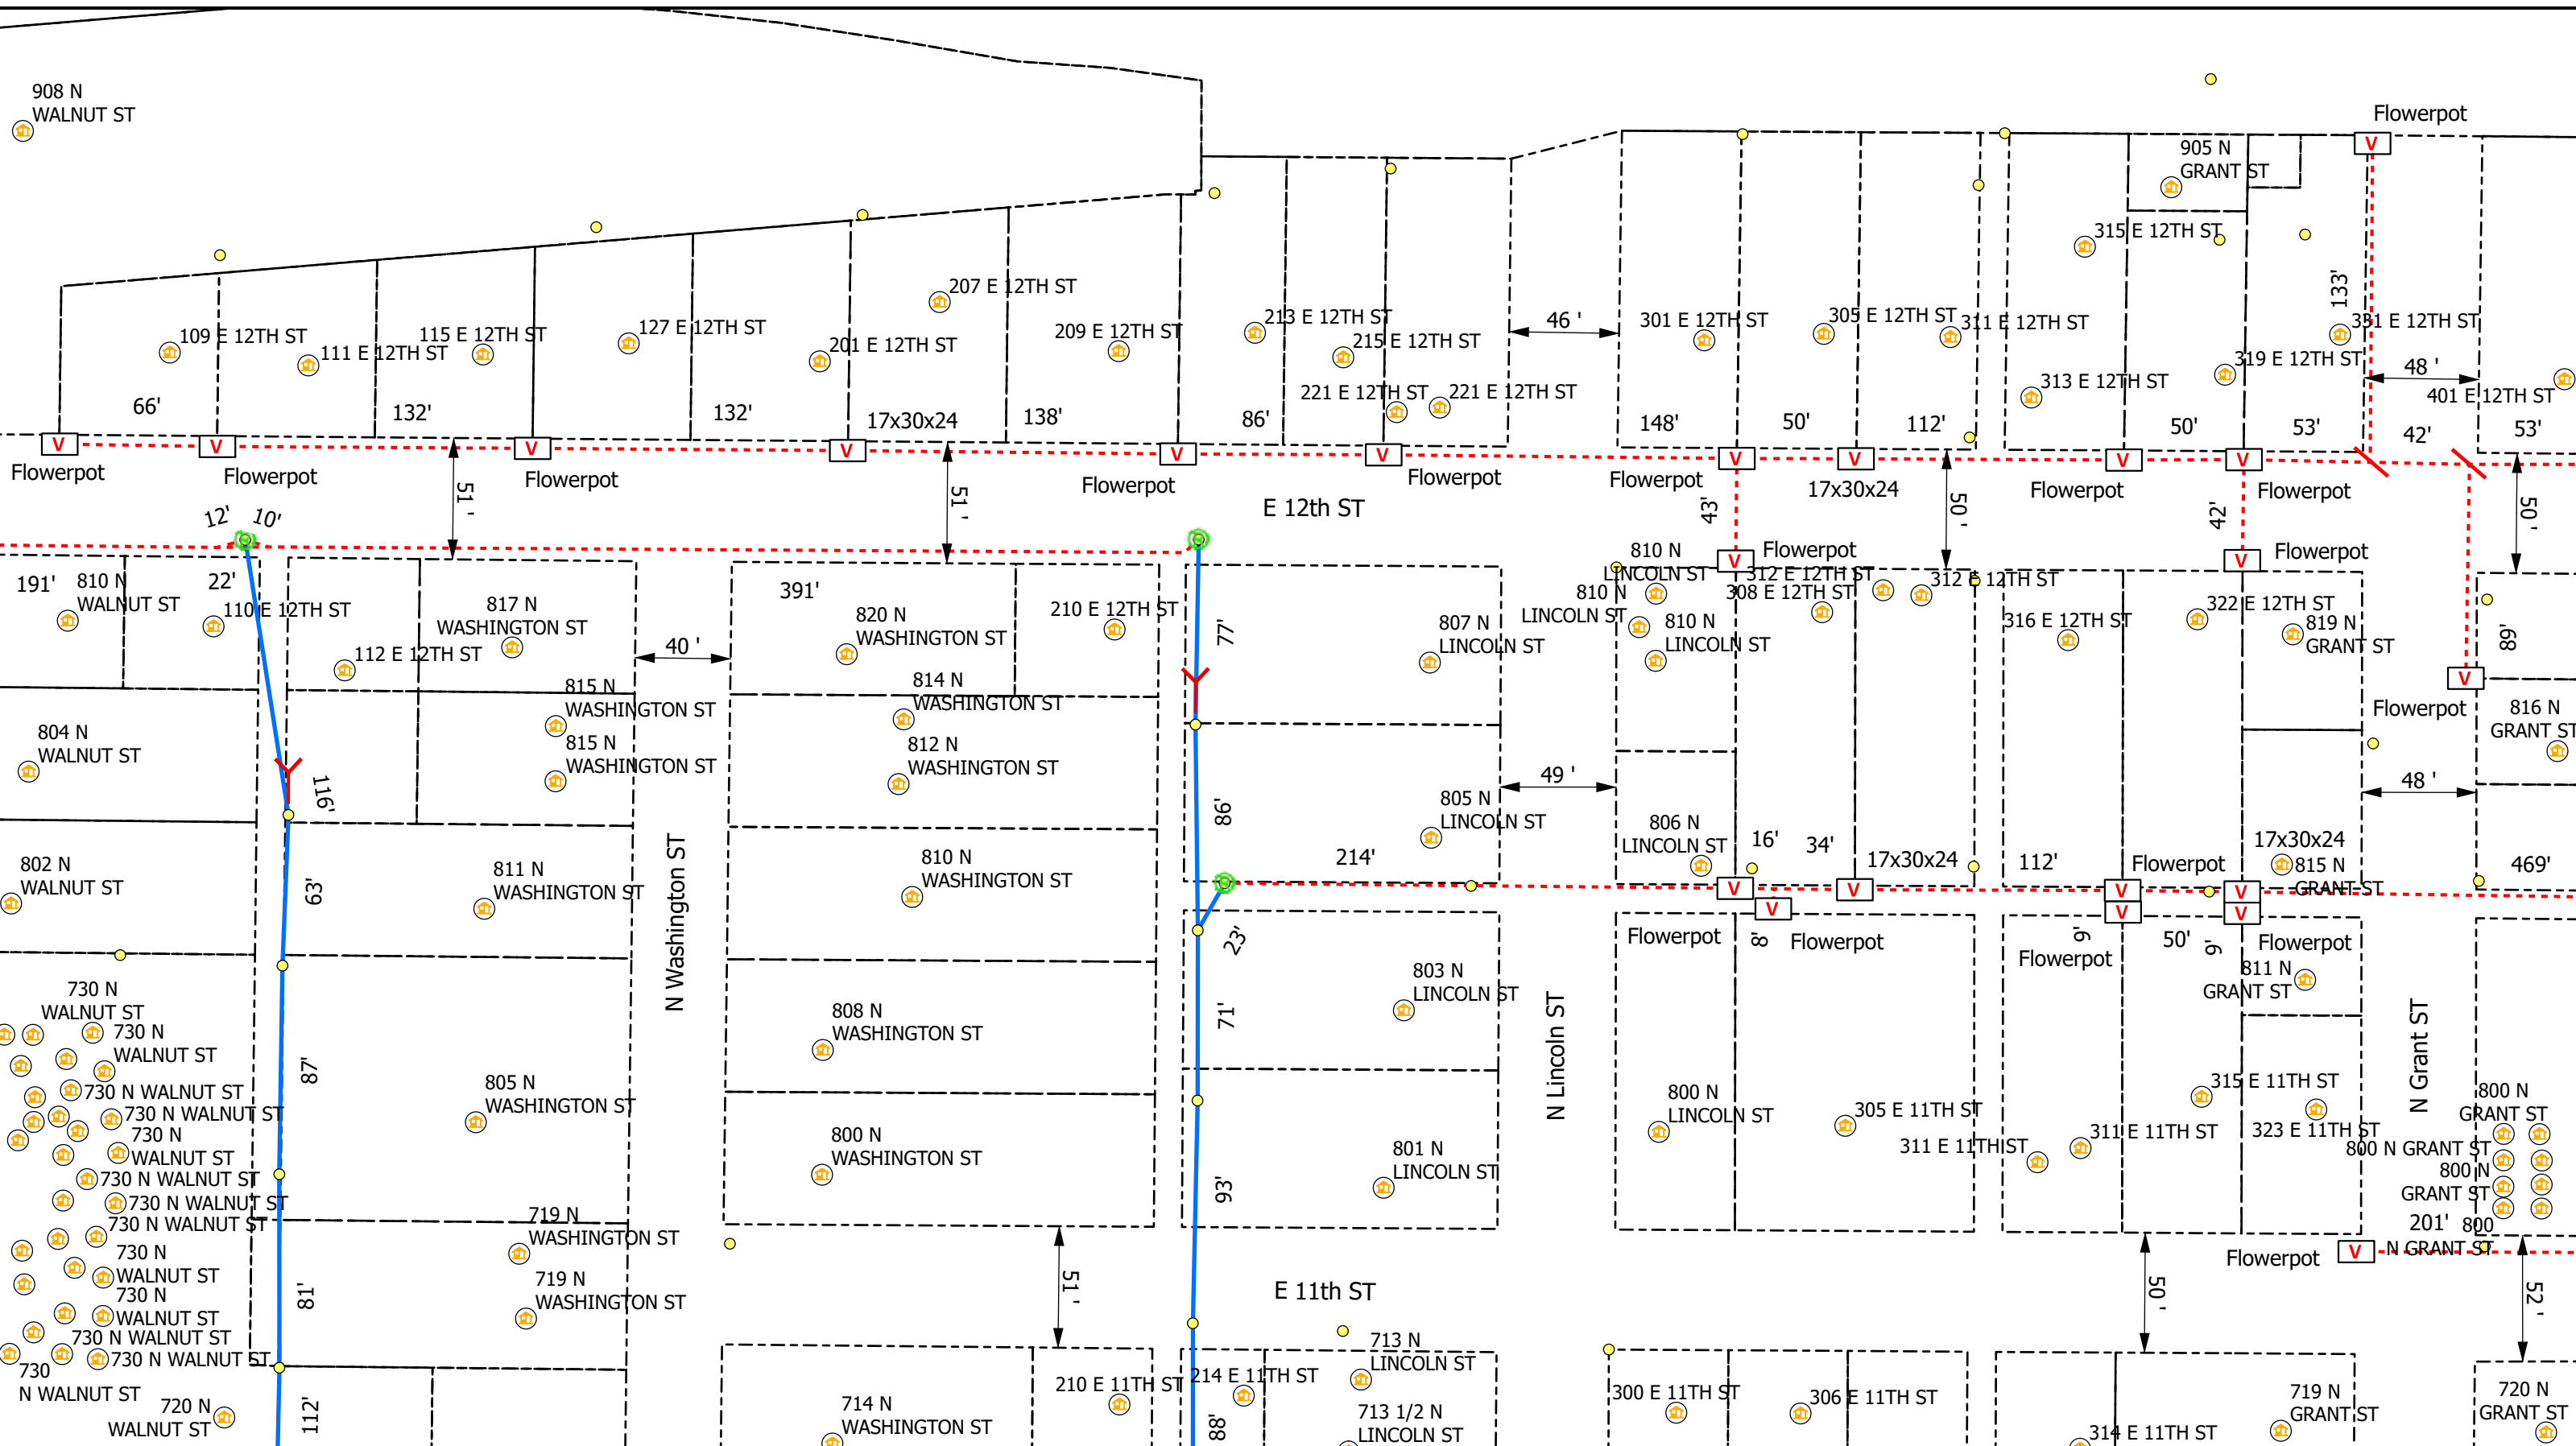 908 N
WALNUT ST
Flowerpot
905 N
GRANT ST
315 E 12TH ST
207 E 12TH ST
133'
109 E 12TH ST
111 E 12TH ST
115 E 12TH ST
127 E 12TH ST
201 E 12TH ST
209 E 12TH ST
213 E 12TH ST
215 E 12TH ST
46 '
301 E 12TH ST
305 E 12TH ST
311 E 12TH ST
331 E 12TH ST
319 E 12TH ST
48 '
313 E 12TH ST
221 E 12TH ST
221 E 12TH ST
401 E 12TH ST
66'
132'
132'
17x30x24
138'
86'
148'
50'
112'
50'
53'
42'
53'
V
V
V
V
V
V
V
V
V
V
V
Flowerpot
Flowerpot
Flowerpot
Flowerpot
Flowerpot
Flowerpot
17x30x24
Flowerpot
Flowerpot
51 '
51 '
E 12th ST
43'
50 '
42'
50 '
12'
10'
V
Flowerpot
V
Flowerpot
191'
810 N
WALNUT ST
22'
110 E 12TH ST
817 N
WASHINGTON ST
112 E 12TH ST
40 '
391'
820 N
WASHINGTON ST
210 E 12TH ST
77'
807 N
LINCOLN ST
810 N
LINCOLN ST
810 N
LINCOLN ST
810 N
LINCOLN ST
312 E 12TH ST
308 E 12TH ST
312 E 12TH ST
316 E 12TH ST
322 E 12TH ST
819 N
GRANT ST
89'
V
Flowerpot
816 N
GRANT ST
804 N
WALNUT ST
815 N
WASHINGTON ST
815 N
WASHINGTON ST
814 N
WASHINGTON ST
812 N
WASHINGTON ST
116'
86'
49 '
48 '
805 N
LINCOLN ST
806 N
LINCOLN ST
16'
34'
17x30x24
112'
Flowerpot
17x30x24
815 N
GRANT ST
469'
802 N
WALNUT ST
63'
811 N
WASHINGTON ST
N Washington ST
810 N
WASHINGTON ST
214'
V
V
V
V
V
V
V
23'
Flowerpot
8'
Flowerpot
Flowerpot
9'
50'
9'
Flowerpot
811 N
GRANT ST
803 N
LINCOLN ST
71'
N Lincoln ST
N Grant ST
730 N
WALNUT ST
730 N
WALNUT ST
730 N WALNUT ST
730 N WALNUT ST
730 N
WALNUT ST
730 N WALNUT ST
730 N WALNUT ST
730 N WALNUT ST
730 N
WALNUT ST
730 N
WALNUT ST
730 N WALNUT ST
730 N WALNUT ST
730
N WALNUT ST
720 N
WALNUT ST
87'
805 N
WASHINGTON ST
808 N
WASHINGTON ST
800 N
WASHINGTON ST
801 N
LINCOLN ST
93'
800 N
LINCOLN ST
305 E 11TH ST
311 E 11TH ST
311 E 11TH ST
315 E 11TH ST
323 E 11TH ST
800 N
GRANT ST
800 N GRANT ST
800 N
GRANT ST
201'
800
N GRANT ST
Flowerpot
V
719 N
WASHINGTON ST
719 N
WASHINGTON ST
81'
51 '
E 11th ST
50 '
52 '
112'
714 N
WASHINGTON ST
210 E 11TH ST
214 E 11TH ST
88'
713 N
LINCOLN ST
713 1/2 N
LINCOLN ST
300 E 11TH ST
306 E 11TH ST
314 E 11TH ST
719 N
GRANT ST
720 N
GRANT ST